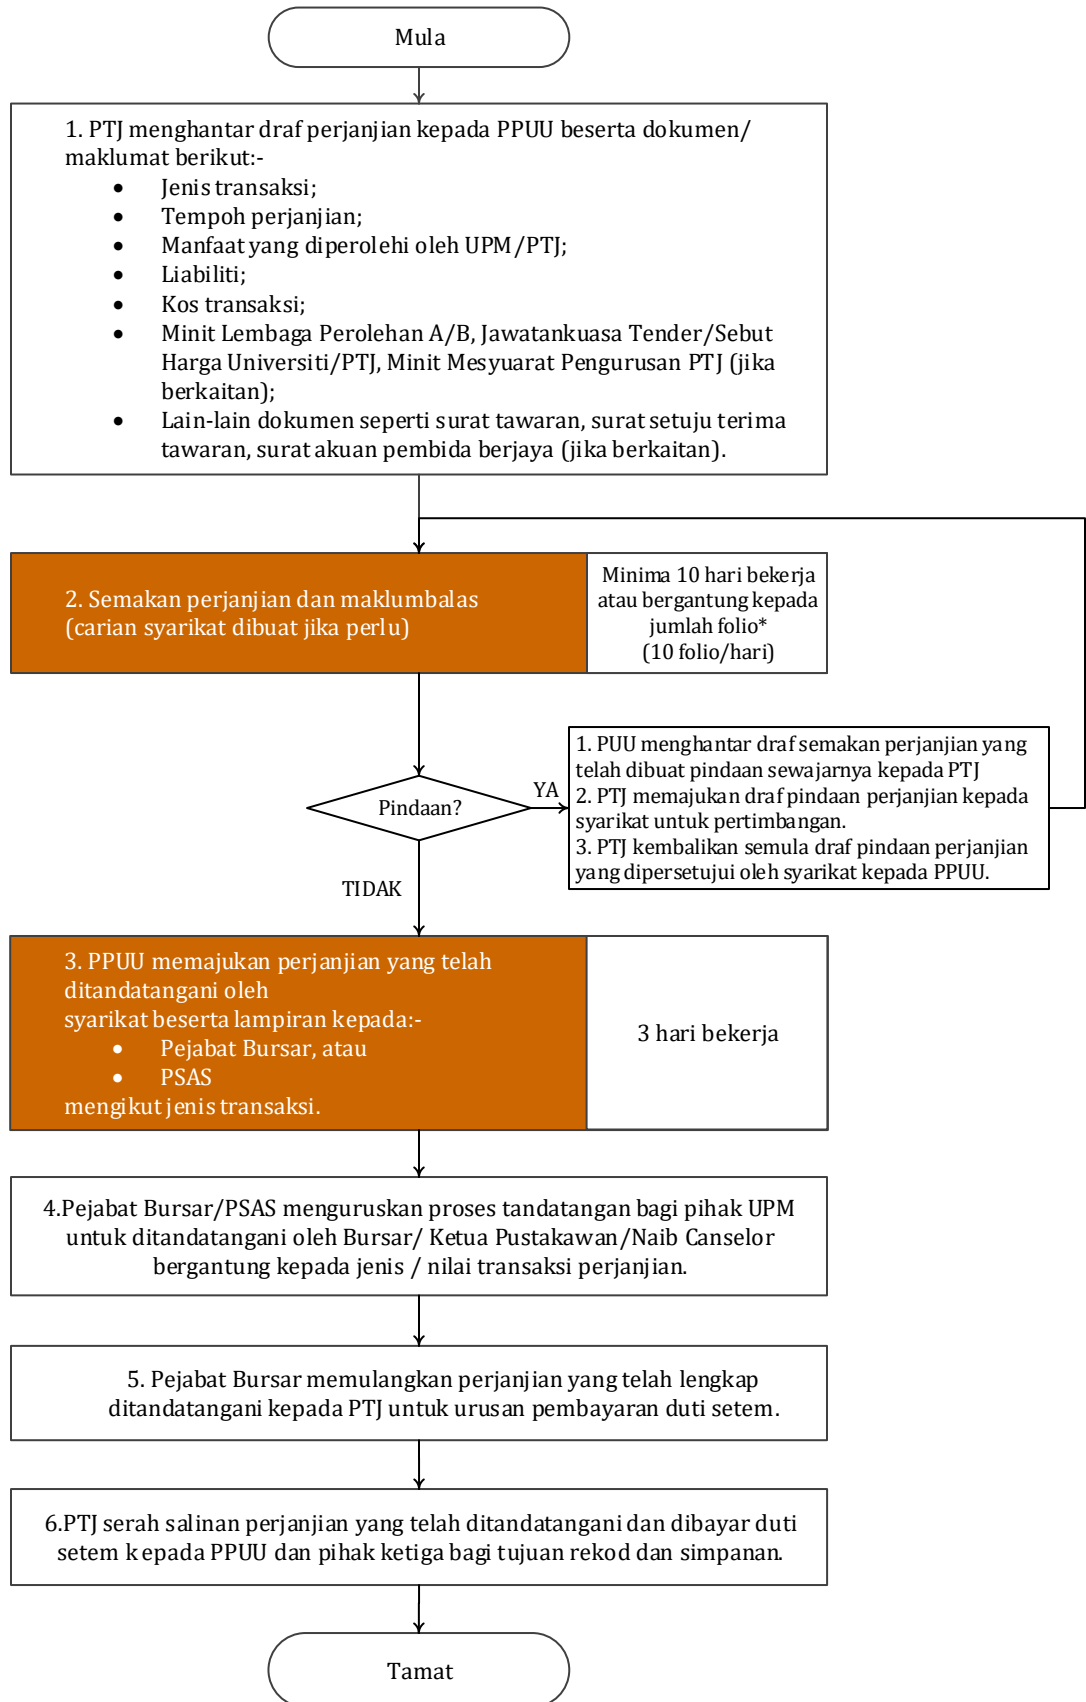 Mula
1. PTJ menghantar draf perjanjian kepada PPUU beserta dokumen/
maklumat berikut:-
• Jenis transaksi;
• Tempoh perjanjian;
• Manfaat yang diperolehi oleh UPM/PTJ;
• Liabiliti;
• Kos transaksi;
• Minit Lembaga Perolehan A/B, Jawatankuasa Tender/Sebut
Harga Universiti/PTJ, Minit Mesyuarat Pengurusan PTJ (jika
berkaitan);
• Lain-lain dokumen seperti surat tawaran, surat setuju terima
tawaran, surat akuan pembida berjaya (jika berkaitan).
2. Semakan perjanjian dan maklumbalas
(carian syarikat dibuat jika perlu)
Minima 10 hari bekerja
atau bergantung kepada
jumlah folio*
(10 folio/hari)
Pindaan?
YA
1. PUU menghantar draf semakan perjanjian yang
telah dibuat pindaan sewajarnya kepada PTJ
2. PTJ memajukan draf pindaan perjanjian kepada
syarikat untuk pertimbangan.
3. PTJ kembalikan semula draf pindaan perjanjian
yang dipersetujui oleh syarikat kepada PPUU.
TIDAK
3. PPUU memajukan perjanjian yang telah
ditandatangani oleh
syarikat beserta lampiran kepada:-
• Pejabat Bursar, atau
• PSAS
mengikut jenis transaksi.
3 hari bekerja
4.Pejabat Bursar/PSAS menguruskan proses tandatangan bagi pihak UPM
untuk ditandatangani oleh Bursar/ Ketua Pustakawan/Naib Canselor
bergantung kepada jenis / nilai transaksi perjanjian.
5. Pejabat Bursar memulangkan perjanjian yang telah lengkap
ditandatangani kepada PTJ untuk urusan pembayaran duti setem.
6.PTJ serah salinan perjanjian yang telah ditandatangani dan dibayar duti
setem kepada PPUU dan pihak ketiga bagi tujuan rekod dan simpanan.
Tamat